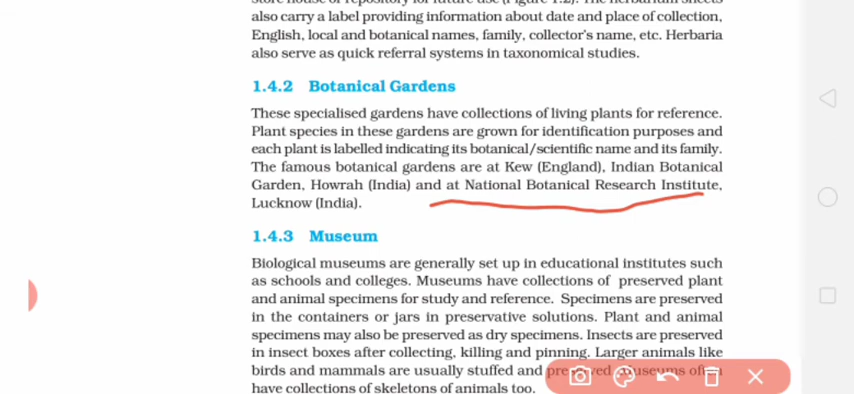 also carry a label providing information about date and place of collection,
English, local and botanical names, family, collector's name, etc. Herbaria
also serve as quick referral systems in taxonomical studies.
1.4.2 Botanical Gardens
These specialised gardens have collections of living plants for reference.
Plant species in these gardens are grown for identification purposes and
each plant is labelled indicating its botanical/scientific name and its family.
The famous botanical gardens are at Kew (England), Indian Botanical
Garden, Howrah (India) and at National Botanical Research Institute,
Lucknow (India).
1.4.3 Museum
Biological museums are generally set up in educational institutes such
as schools and colleges. Museums have collections of preserved plant
and animal specimens for study and reference. Specimens are preserved
in the containers or jars in preservative solutions. Plant and animal
specimens may also be preserved as dry specimens. Insects are preserved
in insect boxes after collecting, killing and pinning. Larger animals like
birds and mammals are usually stuffed and
have collections of skeletons of animals too.